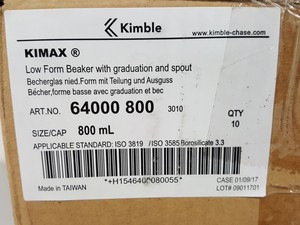 Kimble
KIMAX ®
www.kimble-chase.com
Low Form Beaker with graduation and spout
Becherglas nied.Form mit Teilung und Ausguss
Bécher,forme basse avec graduation et bec
ART.NO. 64000 800 3010
QTY
10
SIZE/CAP 800 mL
APPLICABLE STANDARD: ISO 3819 / ISO 3585 Borosilicate 3.3
Made in TAIWAN
*+H1546400080055*
CASE 01/09/17
LOT# 09011701